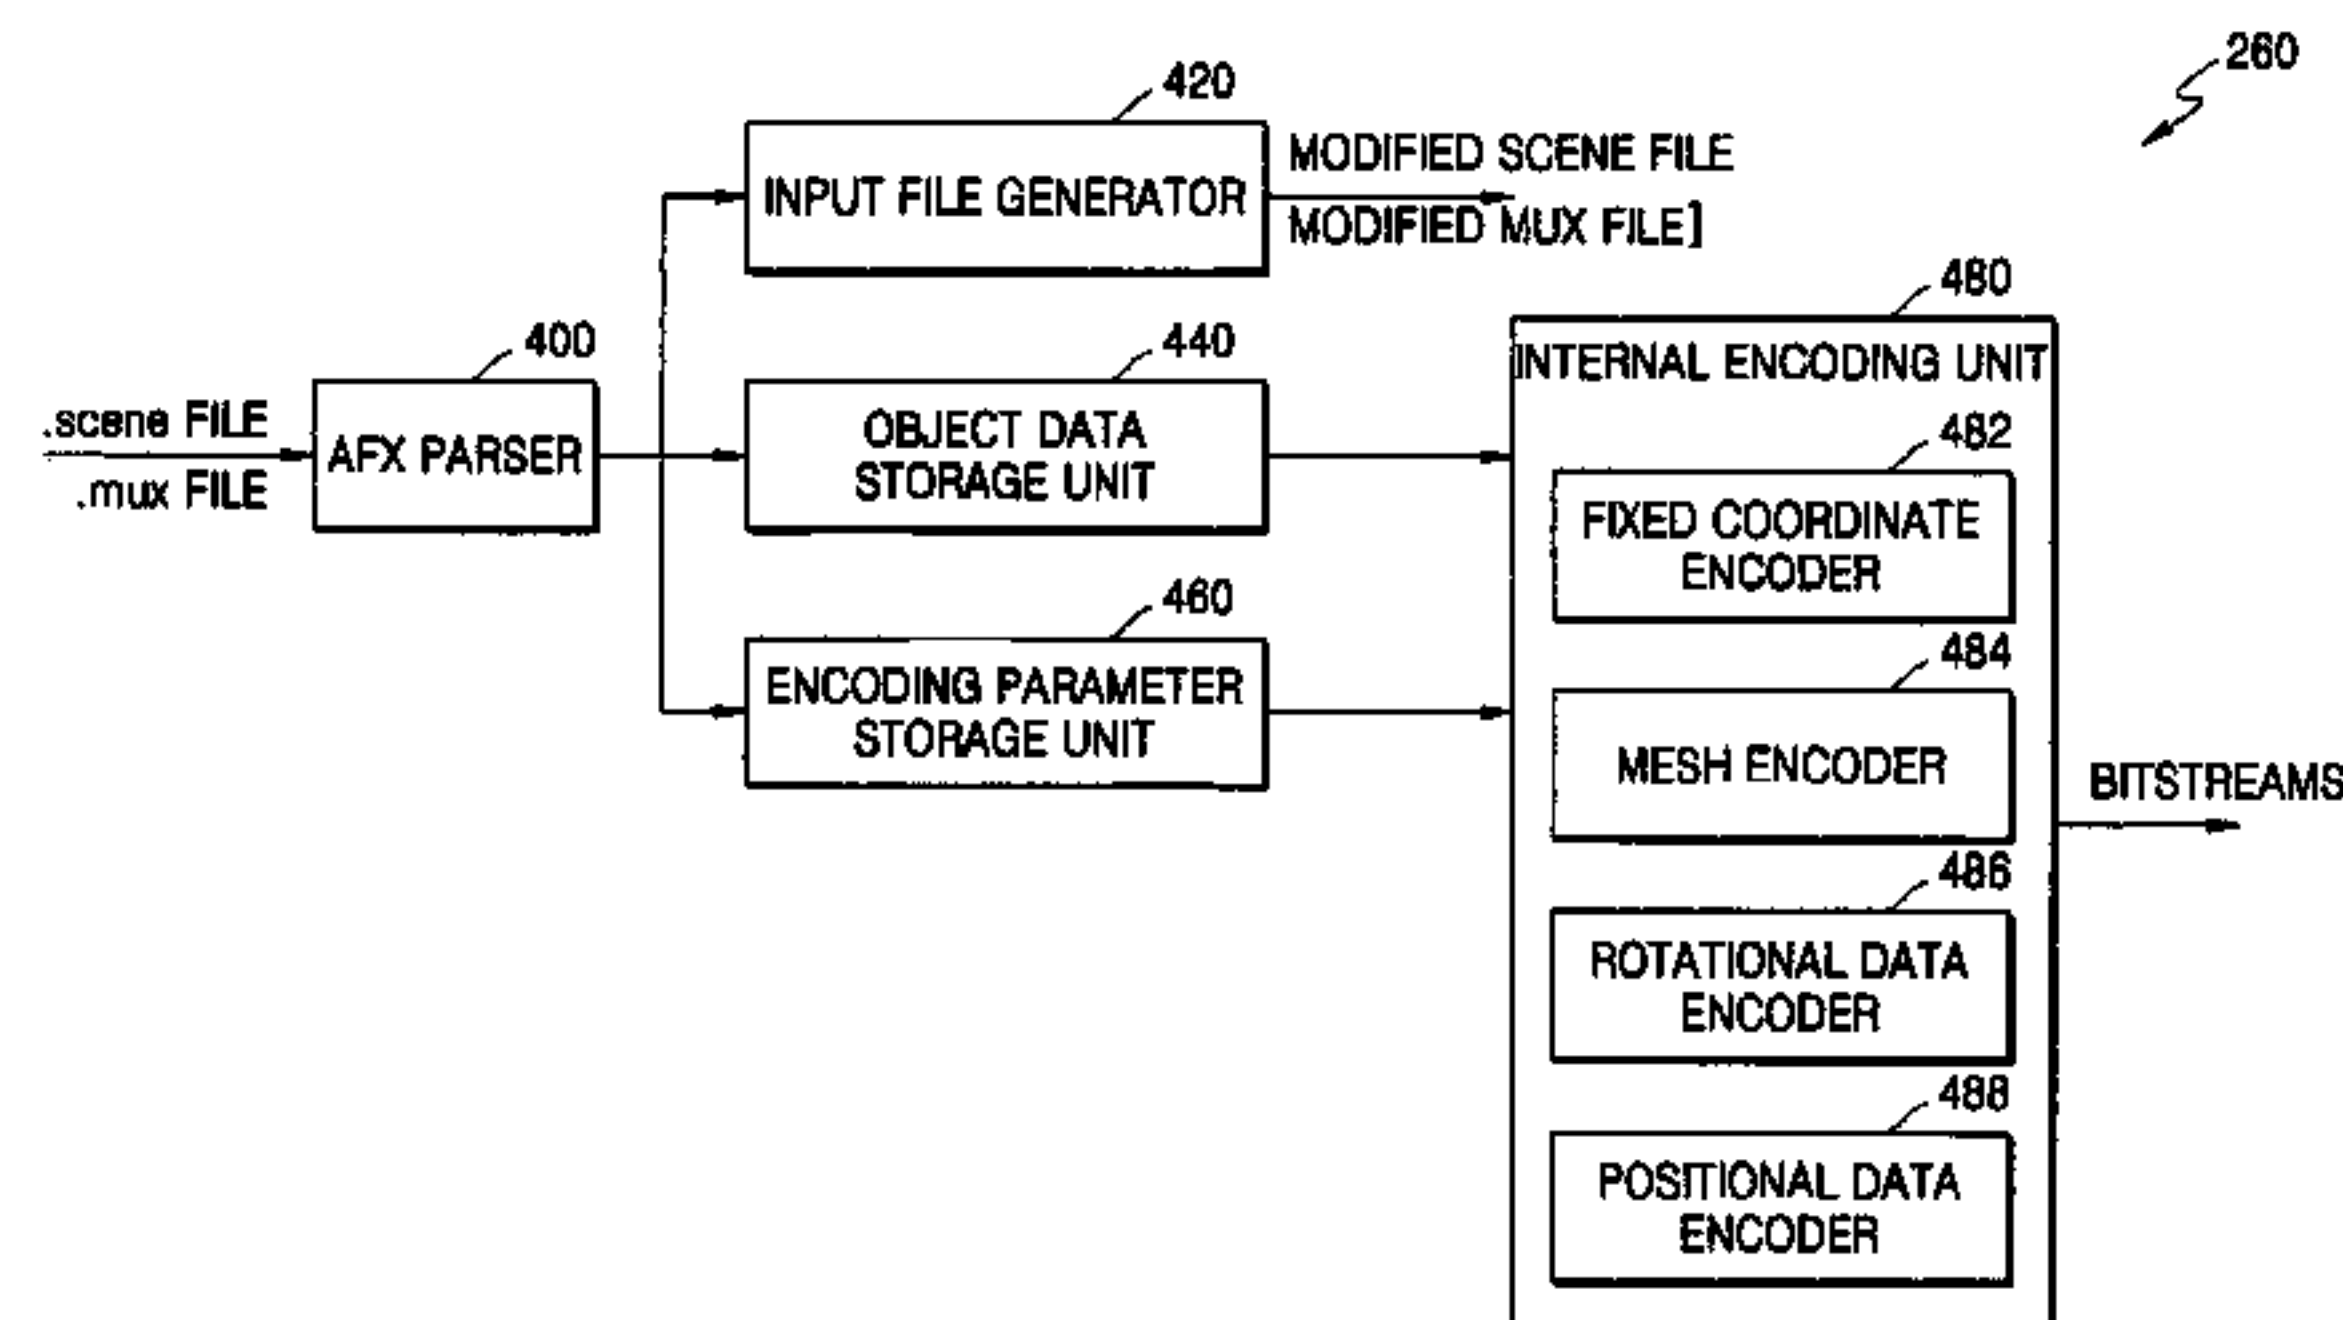 260
420
INPUT FILE GENERATOR
MODIFIED SCENE FILE
MODIFIED MUX FILE]
480
INTERNAL ENCODING UNIT
400
.scene FILE
.mux FILE
AFX PARSER
440
OBJECT DATA
STORAGE UNIT
482
FIXED COORDINATE
ENCODER
460
ENCODING PARAMETER
STORAGE UNIT
484
MESH ENCODER
BITSTREAMS
486
ROTATIONAL DATA
ENCODER
488
POSITIONAL DATA
ENCODER